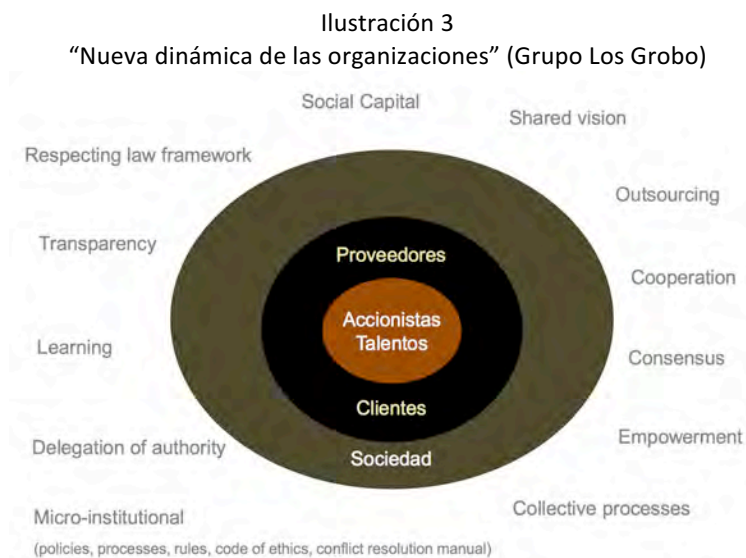 Ilustración 3
“Nueva dinámica de las organizaciones” (Grupo Los Grobo)
Social Capital
Shared vision
Respecting law framework
Outsourcing
Transparency
Proveedores
Cooperation
Accionistas
Talentos
Learning
Consensus
Clientes
Empowerment
Delegation of authority
Sociedad
Collective processes
Micro-institutional
(policies, processes, rules, code of ethics, conflict resolution manual)